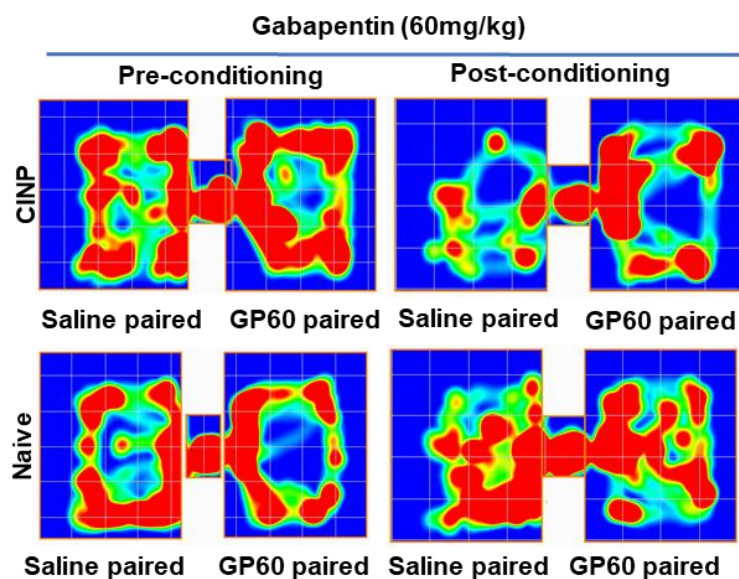 Gabapentin (60mg/kg)
Pre-conditioning Post-conditioning
CINP
Saline paired GP60 paired Saline paired GP60 paired
Naive
Saline paired GP60 paired Saline paired GP60 paired